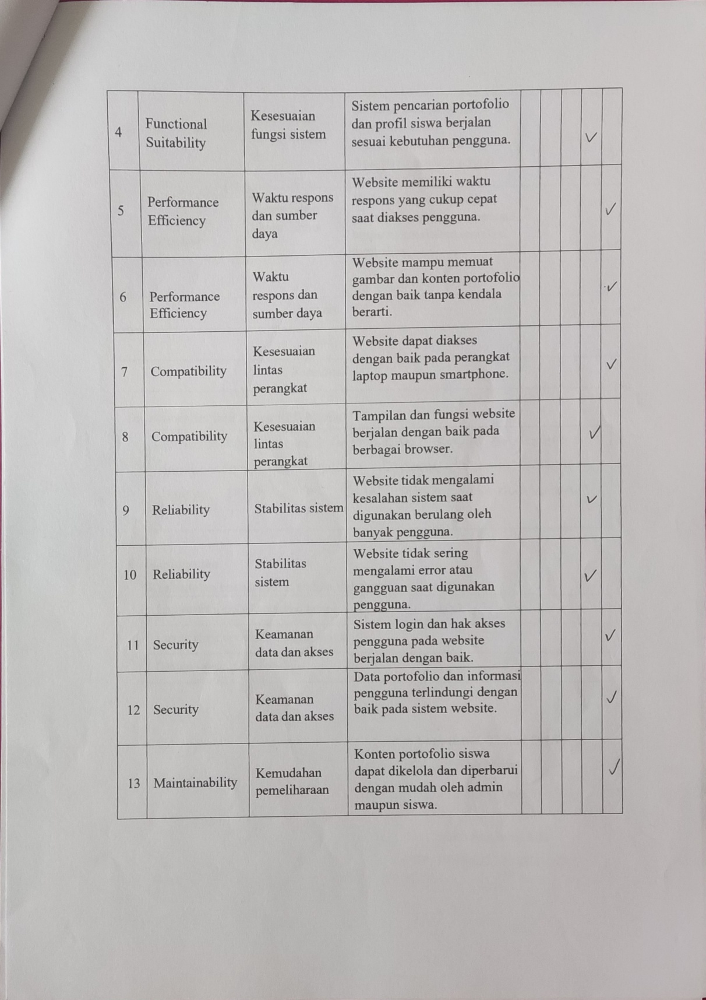 4
Functional
Suitability
Kesesuaian
fungsi sistem
Sistem pencarian portofolio
dan profil siswa berjalan
sesuai kebutuhan pengguna.
✓
5
Performance
Efficiency
Waktu respons
dan sumber
daya
Website memiliki waktu
respons yang cukup cepat
saat diakses pengguna.
✓
6
Performance
Efficiency
Waktu
respons dan
sumber daya
Website mampu memuat
gambar dan konten portofolio
dengan baik tanpa kendala
berarti.
✓
7
Compatibility
Kesesuaian
lintas
perangkat
Website dapat diakses
dengan baik pada perangkat
laptop maupun smartphone.
✓
8
Compatibility
Kesesuaian
lintas
perangkat
Tampilan dan fungsi website
berjalan dengan baik pada
berbagai browser.
✓
9
Reliability
Stabilitas sistem
Website tidak mengalami
kesalahan sistem saat
digunakan berulang oleh
banyak pengguna.
✓
10
Reliability
Stabilitas
sistem
Website tidak sering
mengalami error atau
gangguan saat digunakan
pengguna.
✓
11
Security
Keamanan
data dan akses
Sistem login dan hak akses
pengguna pada website
berjalan dengan baik.
✓
12
Security
Keamanan
data dan akses
Data portofolio dan informasi
pengguna terlindungi dengan
baik pada sistem website.
✓
13
Maintainability
Kemudahan
pemeliharaan
Konten portofolio siswa
dapat dikelola dan diperbarui
dengan mudah oleh admin
maupun siswa.
✓